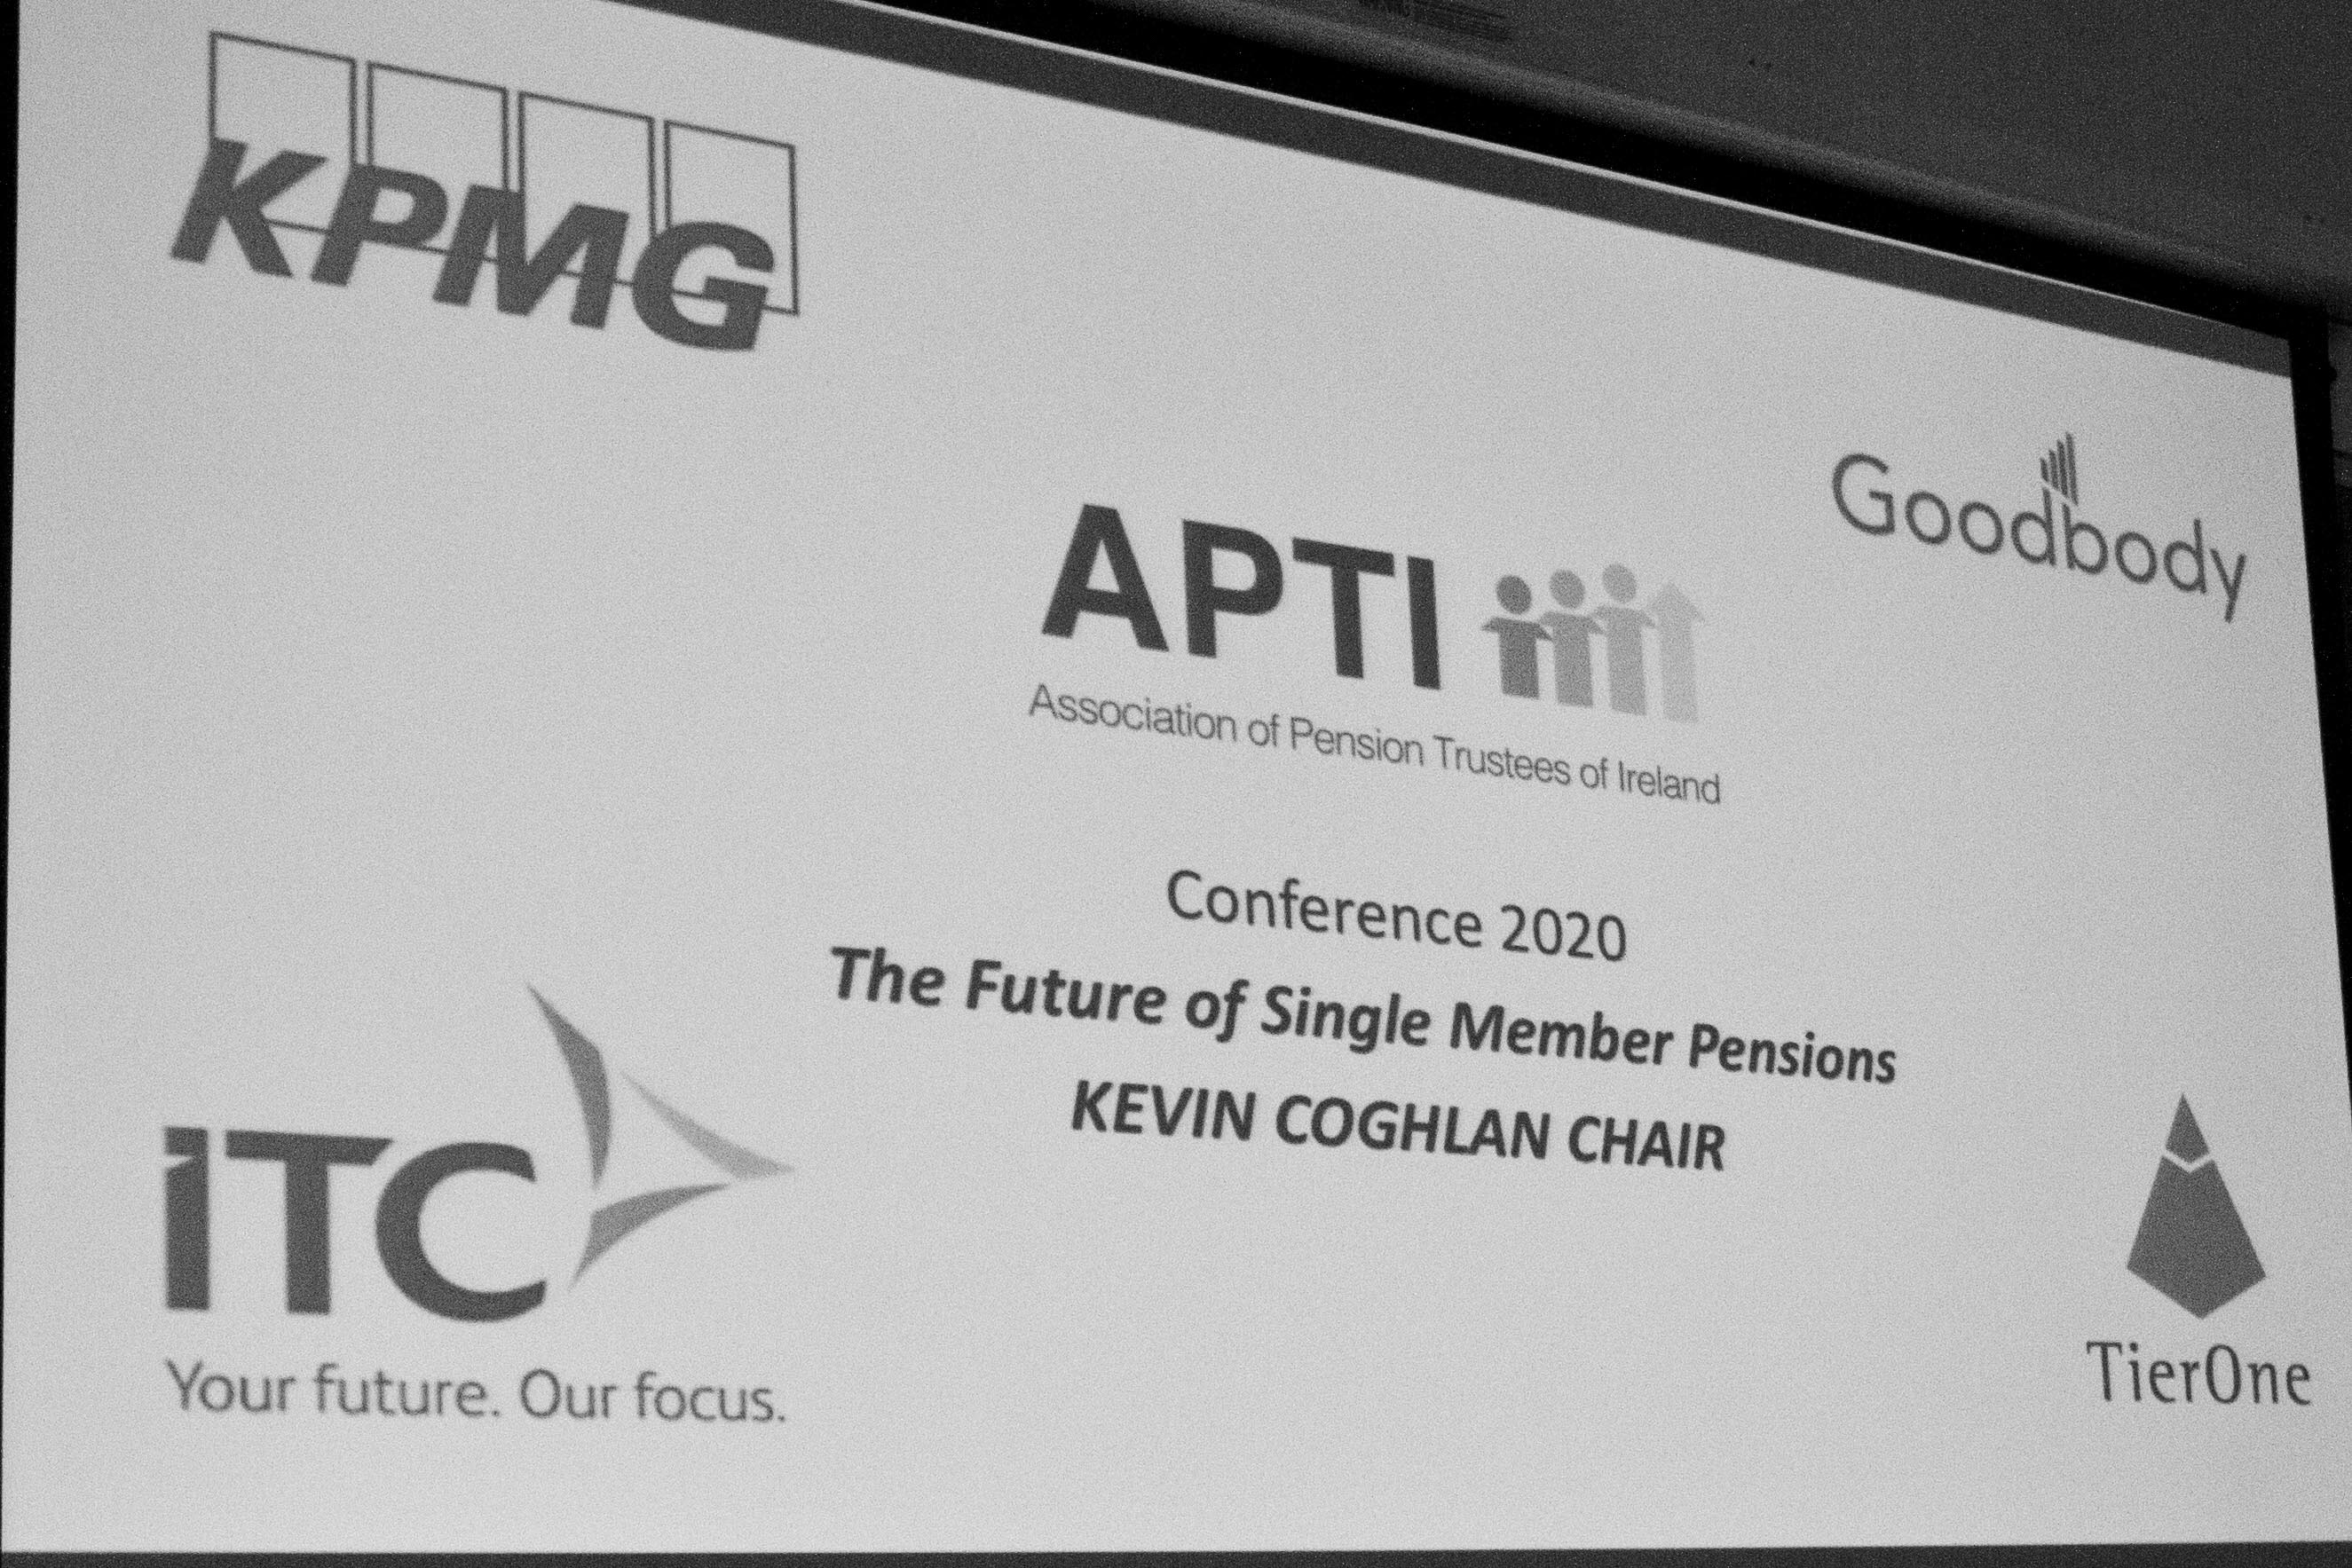 KPMG
Goodbody
APTI
Association of Pension Trustees of Ireland
Conference 2020
The Future of Single Member Pensions
KEVIN COGHLAN CHAIR
iTC
Your future. Our focus.
TierOne